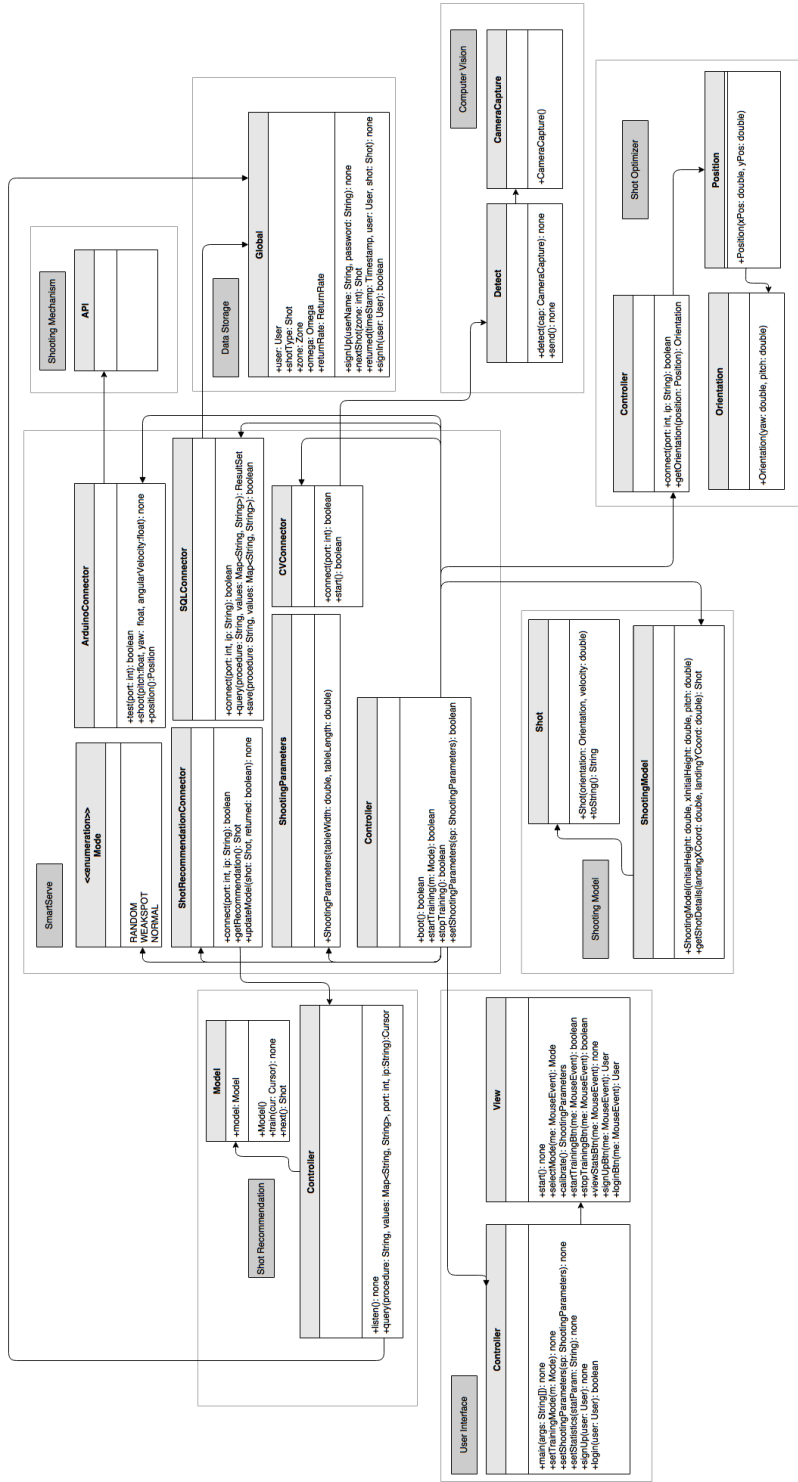 Shot Recommendation
Model
+model: Model
+Model()
+train(cur: Cursor): none
+next(): Shot
Controller
+listen(): none
+query(procedure: String, values: Map<String, String>, port: int, ip:String):Cursor
SmartServe
<<enumeration>>
Mode
RANDOM
WEAKSPOT
NORMAL
ArduinoConnector
+test(port: int): boolean
+shoot(pitch:float, yaw: float, angularVelocity:float): none
+position():Position
ShotRecommendationConnector
+connect(port: int, ip: String): boolean
+getRecommendation(): Shot
+updateModel(shot: Shot, returned: boolean): none
SQLConnector
+connect(port: int, ip: String): boolean
+query(procedure: String, values: Map<String, String>): ResultSet
+save(procedure: String, values: Map<String, String>): boolean
ShootingParameters
+ShootingParameters(tableWidth: double, tableLength: double)
CVConnector
+connect(port: int): boolean
+start(): boolean
Controller
+boot(): boolean
+startTraining(m: Mode): boolean
+stopTraining(): boolean
+setShootingParameters(sp: ShootingParameters): boolean
Shooting Mechanism
API
Data Storage
Global
+user: User
+shotType: Shot
+zone: Zone
+omega: Omega
+returnRate: ReturnRate
+signUp(userName: String, password: String): none
+nextShot(zone: int): Shot
+returned(timeStamp: Timestamp, user: User, shot: Shot): none
+signIn(user: User): boolean
User Interface
Controller
+main(args: String[]): none
+setTrainingMode(m: Mode): none
+setShootingParameters(sp: ShootingParameters): none
+setStatistics(statParam: String): none
+signUp(user: User): none
+login(user: User): boolean
View
+start(): none
+selectMode(me: MouseEvent): Mode
+calibrate(): ShootingParameters
+startTrainingBtn(me: MouseEvent): boolean
+stopTrainingBtn(me: MouseEvent): boolean
+viewStatsBtn(me: MouseEvent): none
+signUpBtn(me: MouseEvent): User
+loginBtn(me: MouseEvent): User
Shooting Model
Shot
+Shot(orientation: Orientation, velocity: double)
+toString(): String
ShootingModel
+ShootingModel(initialHeight: double, xInitialHeight: double, pitch: double)
+getShotDetails(landingXCoord: double, landingYCoord: double): Shot
Computer Vision
Detect
+detect(cap: CameraCapture): none
+send(): none
CameraCapture
+CameraCapture()
Shot Optimizer
Controller
+connect(port: int, ip: String): boolean
+getOrientation(position: Position): Orientation
Position
+Position(xPos: double, yPos: double)
Orientation
+Orientation(yaw: double, pitch: double)